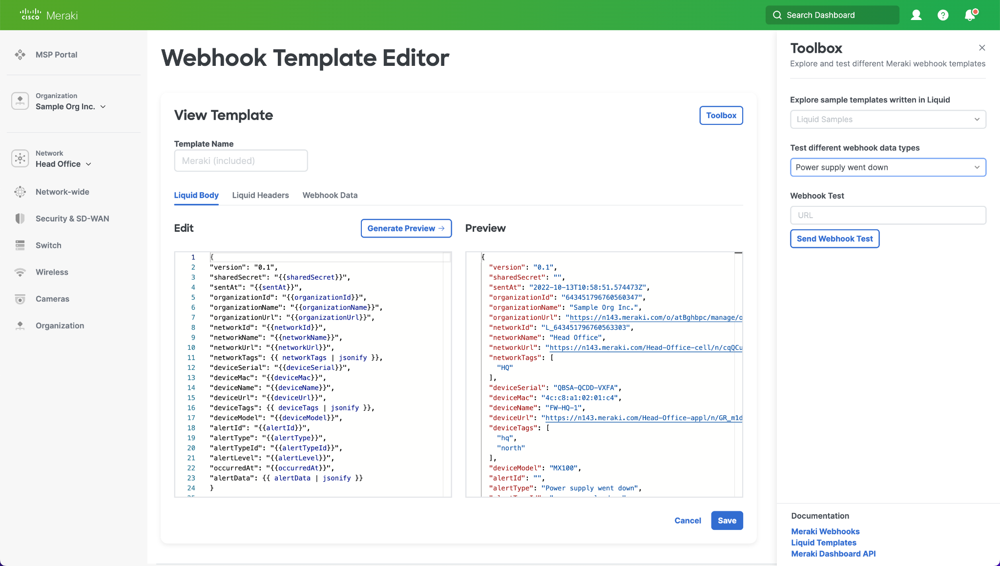 CISCO Meraki
Search Dashboard
MSP Portal
Organization
Sample Org Inc.
Network
Head Office
Network-wide
Security & SD-WAN
Switch
Wireless
Cameras
Organization
Webhook Template Editor
View Template
Toolbox
Template Name
Meraki (included)
Liquid Body
Liquid Headers
Webhook Data
Edit
Generate Preview →
1 {
2 "version": "0.1",
3 "sharedSecret": "{{sharedSecret}}",
4 "sentAt": "{{sentAt}}",
5 "organizationId": "{{organizationId}}",
6 "organizationName": "{{organizationName}}",
7 "organizationUrl": "{{organizationUrl}}",
8 "networkId": "{{networkId}}",
9 "networkName": "{{networkName}}",
10 "networkUrl": "{{networkUrl}}",
11 "networkTags": {{ networkTags | jsonify }},
12 "deviceSerial": "{{deviceSerial}}",
13 "deviceMac": "{{deviceMac}}",
14 "deviceName": "{{deviceName}}",
15 "deviceUrl": "{{deviceUrl}}",
16 "deviceTags": {{ deviceTags | jsonify }},
17 "deviceModel": "{{deviceModel}}",
18 "alertId": "{{alertId}}",
19 "alertType": "{{alertType}}",
20 "alertTypeId": "{{alertTypeId}}",
21 "alertLevel": "{{alertLevel}}",
22 "occurredAt": "{{occurredAt}}",
23 "alertData": {{ alertData | jsonify }}
24 }
Preview
{
"version": "0.1",
"sharedSecret": "",
"sentAt": "2022-10-13T10:58:51.574473Z",
"organizationId": "643451796760560347",
"organizationName": "Sample Org Inc.",
"organizationUrl": "https://n143.meraki.com/o/atBghbpc/manage/o
"networkId": "L_643451796760563303",
"networkName": "Head Office",
"networkUrl": "https://n143.meraki.com/Head-Office-cell/n/cqQCu
"networkTags": [
"HQ"
],
"deviceSerial": "QBSA-QCDD-VXFA",
"deviceMac": "4c:c8:a1:02:01:c4",
"deviceName": "FW-HQ-1",
"deviceUrl": "https://n143.meraki.com/Head-Office-appl/n/GR_m1d
"deviceTags": [
"hq",
"north"
],
"deviceModel": "MX100",
"alertId": "",
"alertType": "Power supply went down",
Cancel
Save
Toolbox
Explore and test different Meraki webhook templates
Explore sample templates written in Liquid
Liquid Samples
Test different webhook data types
Power supply went down
Webhook Test
URL
Send Webhook Test
Documentation
Meraki Webhooks
Liquid Templates
Meraki Dashboard API